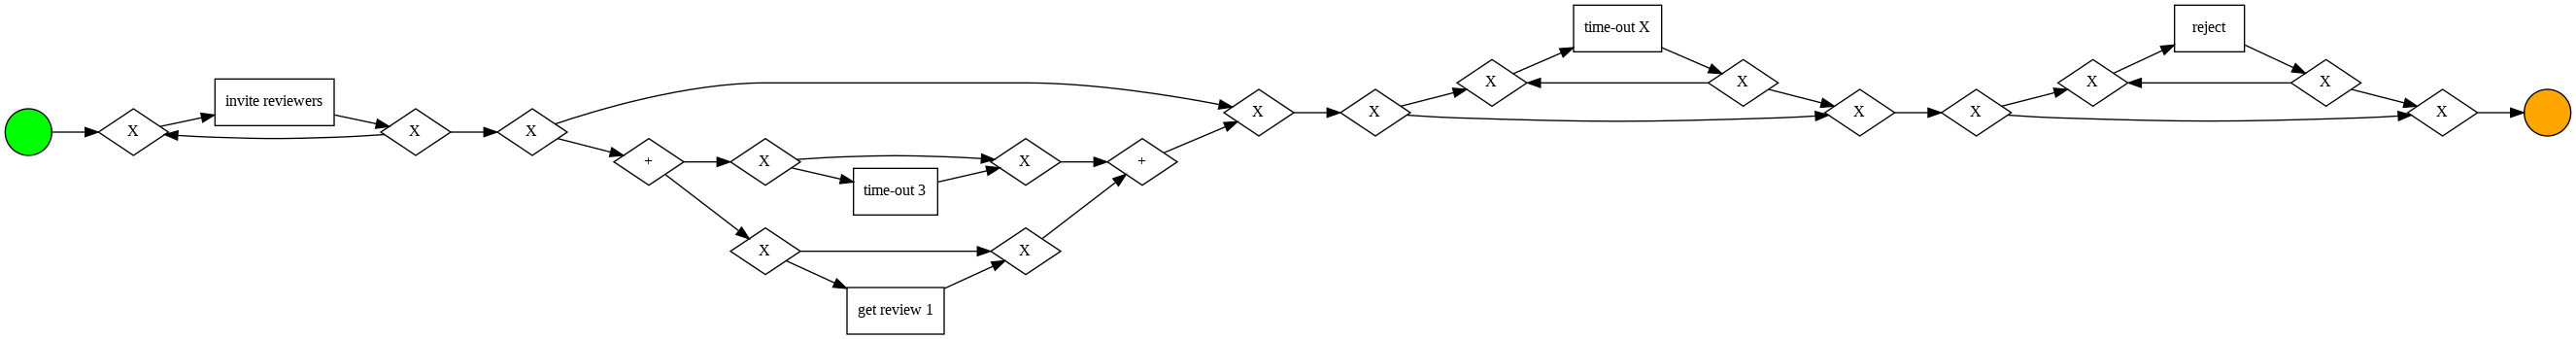 X
invite reviewers
X
X
+
X
time-out 3
X
+
X
get review 1
X
X
X
X
time-out X
X
X
X
X
reject
X
X